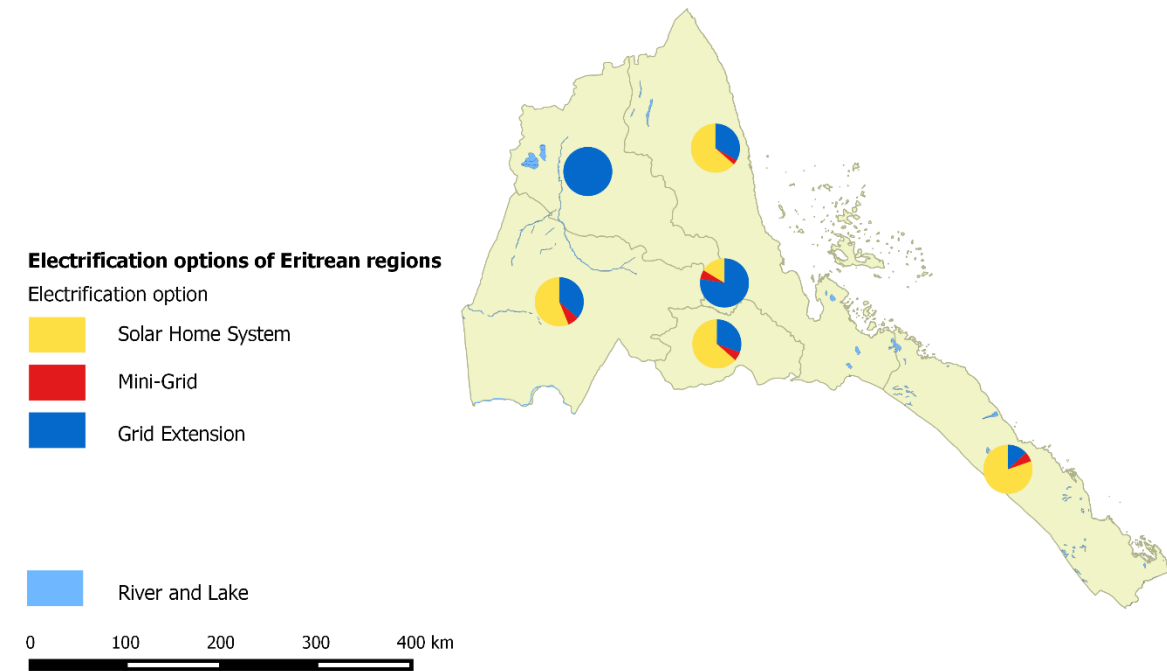 Electrification options of Eritrean regions
Electrification option
Solar Home System
Mini-Grid
Grid Extension
River and Lake
0 100 200 300 400 km